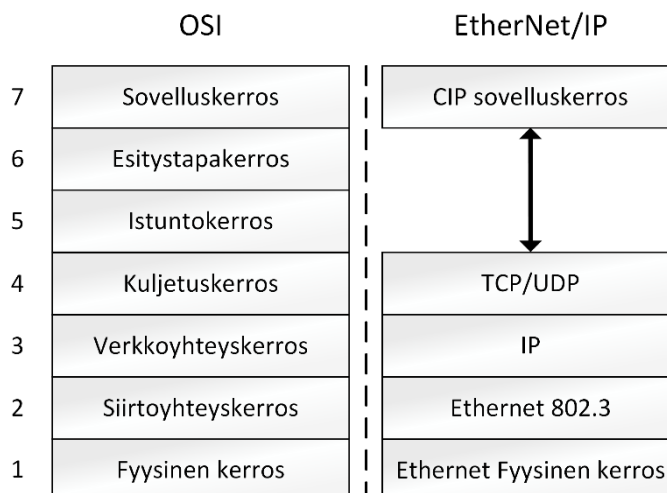 OSI EtherNet/IP
7 Sovelluskerros CIP sovelluskerros
6 Esitystapakerros
5 Istuntokerros
4 Kuljetuskerros TCP/UDP
3 Verkkoyhteyskerros IP
2 Siirtoyhteyskerros Ethernet 802.3
1 Fyysinen kerros Ethernet Fyysinen kerros